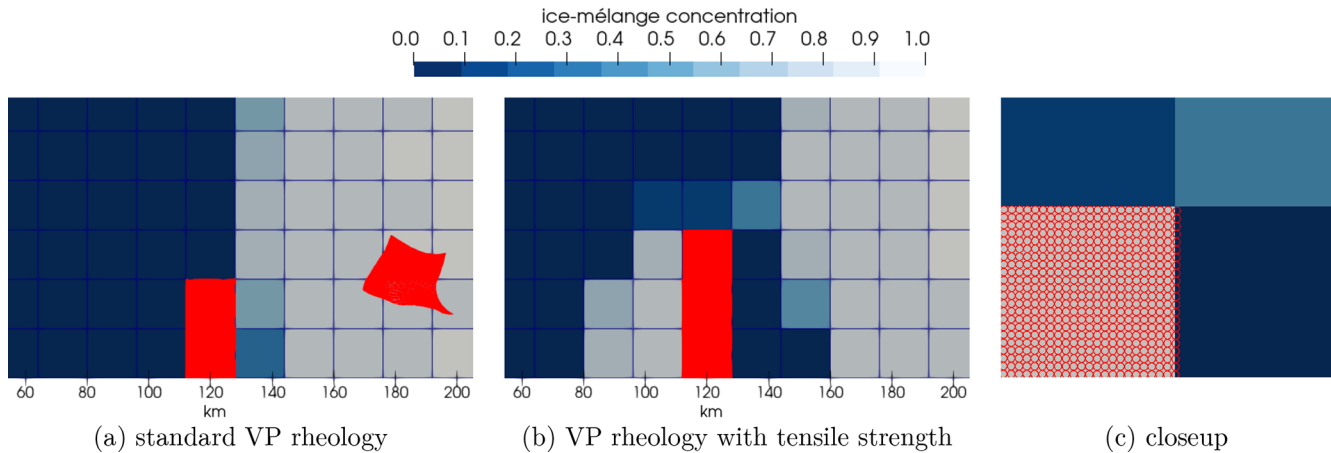 ice-mélange concentration
0.0 0.1 0.2 0.3 0.4 0.5 0.6 0.7 0.8 0.9 1.0
60 80 100 120 140 160 180 200
km
60 80 100 120 140 160 180 200
km
(a) standard VP rheology
(b) VP rheology with tensile strength
(c) closeup